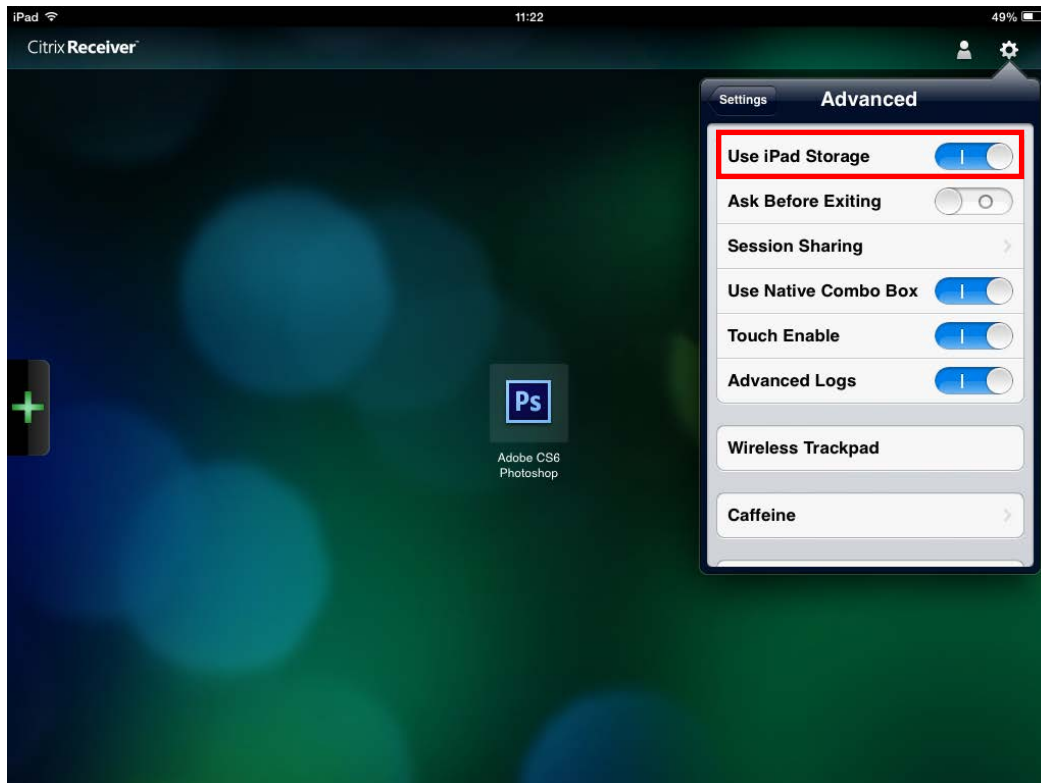 iPad 11:22 49%
Citrix Receiver™
Settings Advanced
Use iPad Storage
Ask Before Exiting
Session Sharing
Use Native Combo Box
Touch Enable
Advanced Logs
Ps
Adobe CS6
Photoshop
Wireless Trackpad
Caffeine